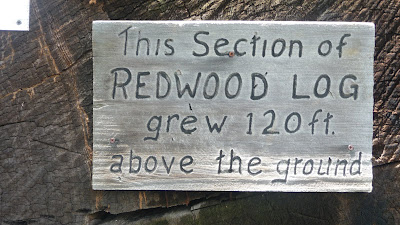 This Section of
REDWOOD LOG
grew 120ft.
above the ground